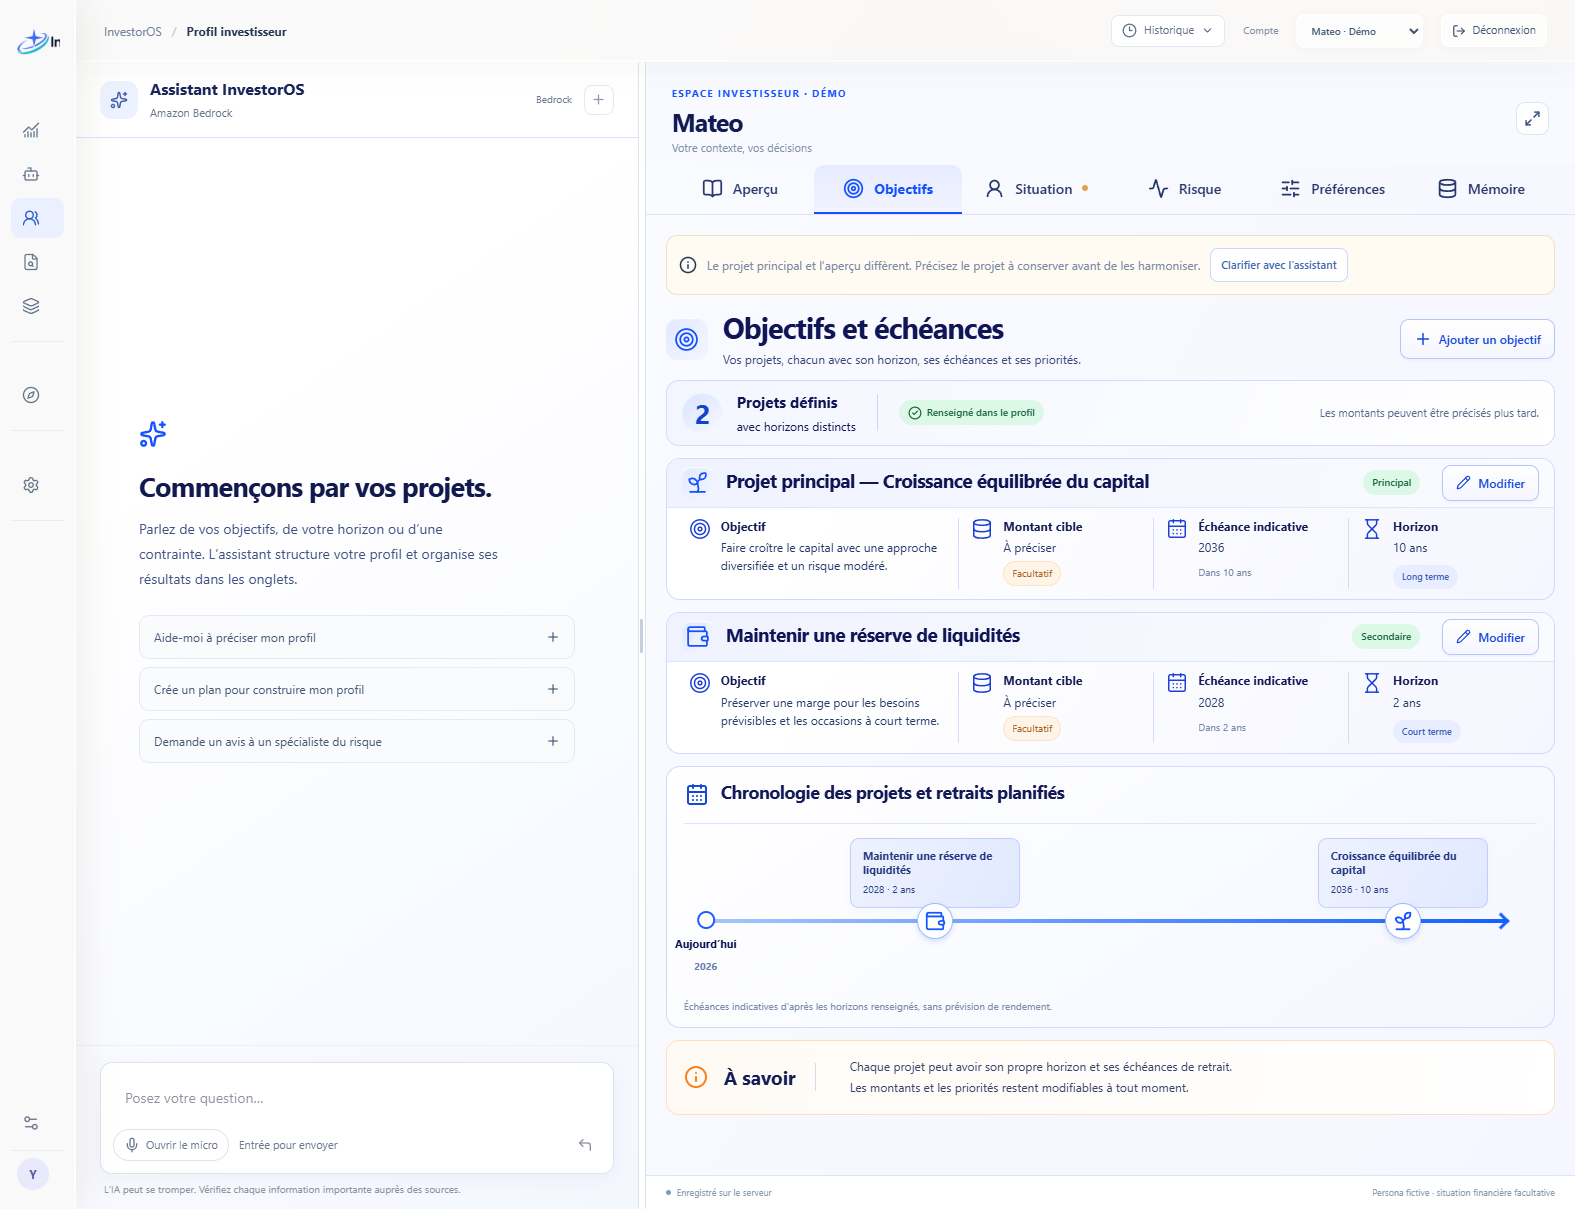 In
InvestorOS / Profil investisseur
Historique
Compte
Mateo · Démo
Déconnexion
Assistant InvestorOS
Amazon Bedrock
Bedrock
Commençons par vos projets.
Parlez de vos objectifs, de votre horizon ou d’une
contrainte. L’assistant structure votre profil et organise ses
résultats dans les onglets.
Aide-moi à préciser mon profil
Crée un plan pour construire mon profil
Demande un avis à un spécialiste du risque
Posez votre question...
Ouvrir le micro
Entrée pour envoyer
L'IA peut se tromper. Vérifiez chaque information importante auprès des sources.
Y
ESPACE INVESTISSEUR · DÉMO
Mateo
Votre contexte, vos décisions
Aperçu
Objectifs
Situation
Risque
Préférences
Mémoire
Le projet principal et l'aperçu diffèrent. Précisez le projet à conserver avant de les harmoniser.
Clarifier avec l'assistant
Objectifs et échéances
Vos projets, chacun avec son horizon, ses échéances et ses priorités.
Ajouter un objectif
2
Projets définis
avec horizons distincts
Renseigné dans le profil
Les montants peuvent être précisés plus tard.
Projet principal — Croissance équilibrée du capital
Principal
Modifier
Objectif
Faire croître le capital avec une approche
diversifiée et un risque modéré.
Montant cible
À préciser
Facultatif
Échéance indicative
2036
Dans 10 ans
Horizon
10 ans
Long terme
Maintenir une réserve de liquidités
Secondaire
Modifier
Objectif
Préserver une marge pour les besoins
prévisibles et les occasions à court terme.
Montant cible
À préciser
Facultatif
Échéance indicative
2028
Dans 2 ans
Horizon
2 ans
Court terme
Chronologie des projets et retraits planifiés
Maintenir une réserve de
liquidités
2028 · 2 ans
Croissance équilibrée du
capital
2036 · 10 ans
Aujourd'hui
2026
Échéances indicatives d'après les horizons renseignés, sans prévision de rendement.
À savoir
Chaque projet peut avoir son propre horizon et ses échéances de retrait.
Les montants et les priorités restent modifiables à tout moment.
Enregistré sur le serveur
Persona fictive · situation financière facultative